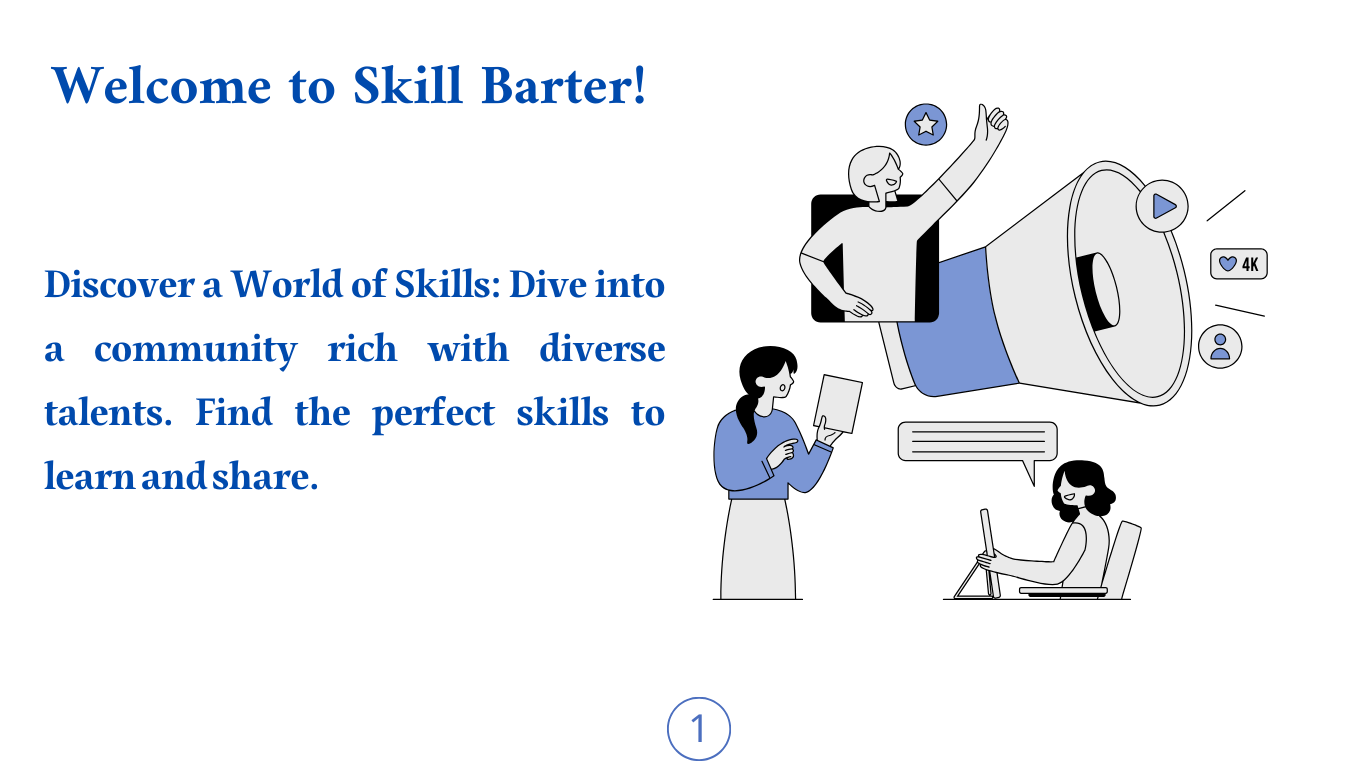 Welcome to Skill Barter!
Discover a World of Skills: Dive into
a community rich with diverse
talents. Find the perfect skills to
learn and share.
4K
1